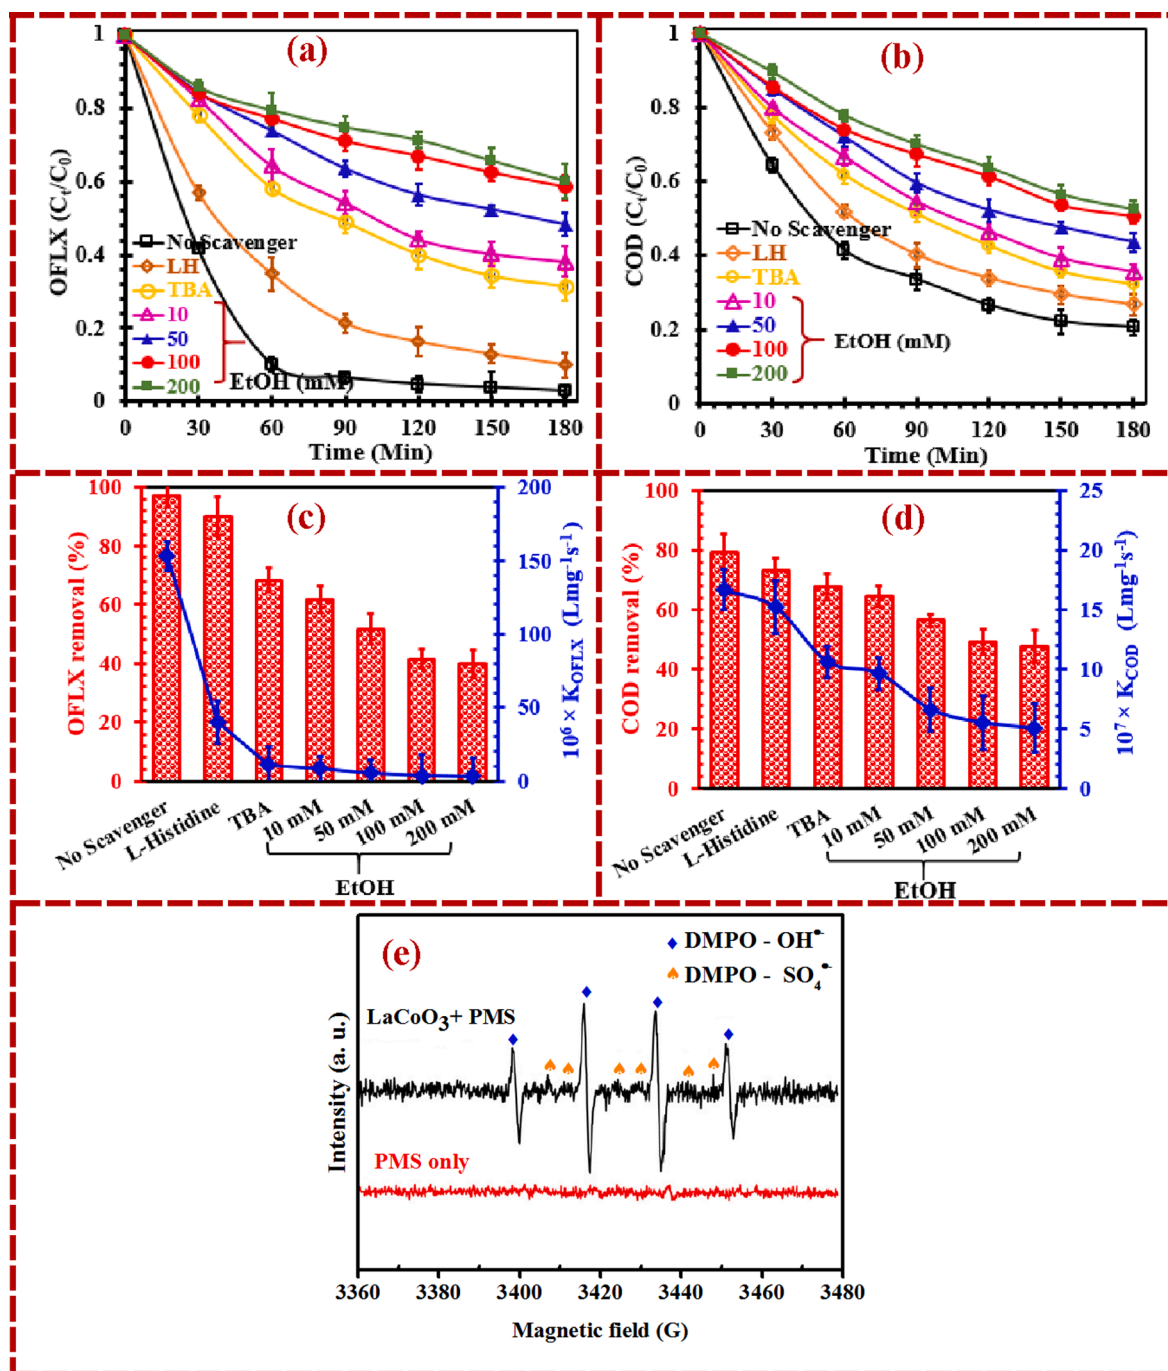 (a)
OFLX (Cₜ/C₀)
1
0.8
0.6
0.4
0.2
0
No Scavenger
LH
TBA
10
50
100
200
EtOH (mM)
0 30 60 90 120 150 180
Time (Min)
(b)
COD (Cₜ/C₀)
1
0.8
0.6
0.4
0.2
0
No Scavenger
LH
TBA
10
50
100
200
EtOH (mM)
0 30 60 90 120 150 180
Time (Min)
(c)
OFLX removal (%)
100
80
60
40
20
0
200
150
100
50
0
10⁶ × K_OFLX (Lmg⁻¹s⁻¹)
No Scavenger
L-Histidine
TBA
10 mM
50 mM
100 mM
200 mM
EtOH
(d)
COD removal (%)
100
80
60
40
20
0
25
20
15
10
5
0
10⁷ × K_COD (Lmg⁻¹s⁻¹)
No Scavenger
L-Histidine
TBA
10 mM
50 mM
100 mM
200 mM
EtOH
(e)
DMPO - OH•⁻
DMPO - SO₄•⁻
LaCoO₃+ PMS
PMS only
Intensity (a. u.)
3360 3380 3400 3420 3440 3460 3480
Magnetic field (G)